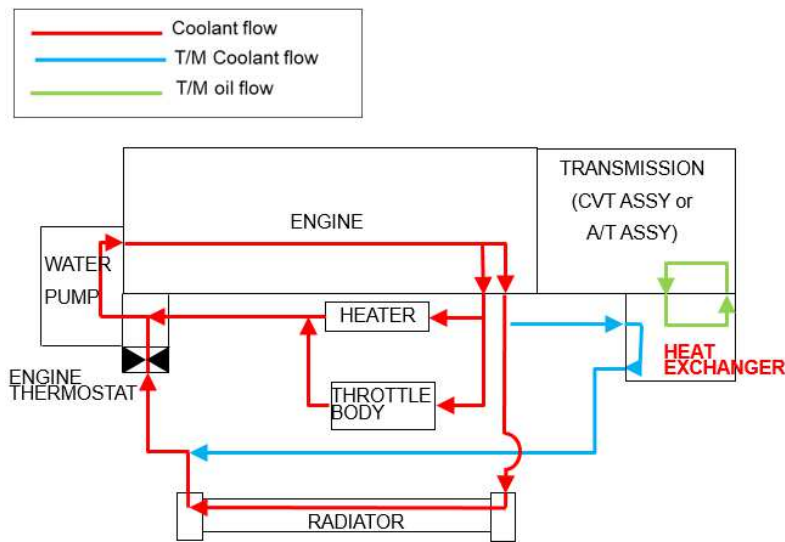 Coolant flow
T/M Coolant flow
T/M oil flow
TRANSMISSION
(CVT ASSY or
A/T ASSY)
ENGINE
WATER
PUMP
HEATER
HEAT
EXCHANGER
ENGINE
THERMOSTAT
THROTTLE
BODY
RADIATOR